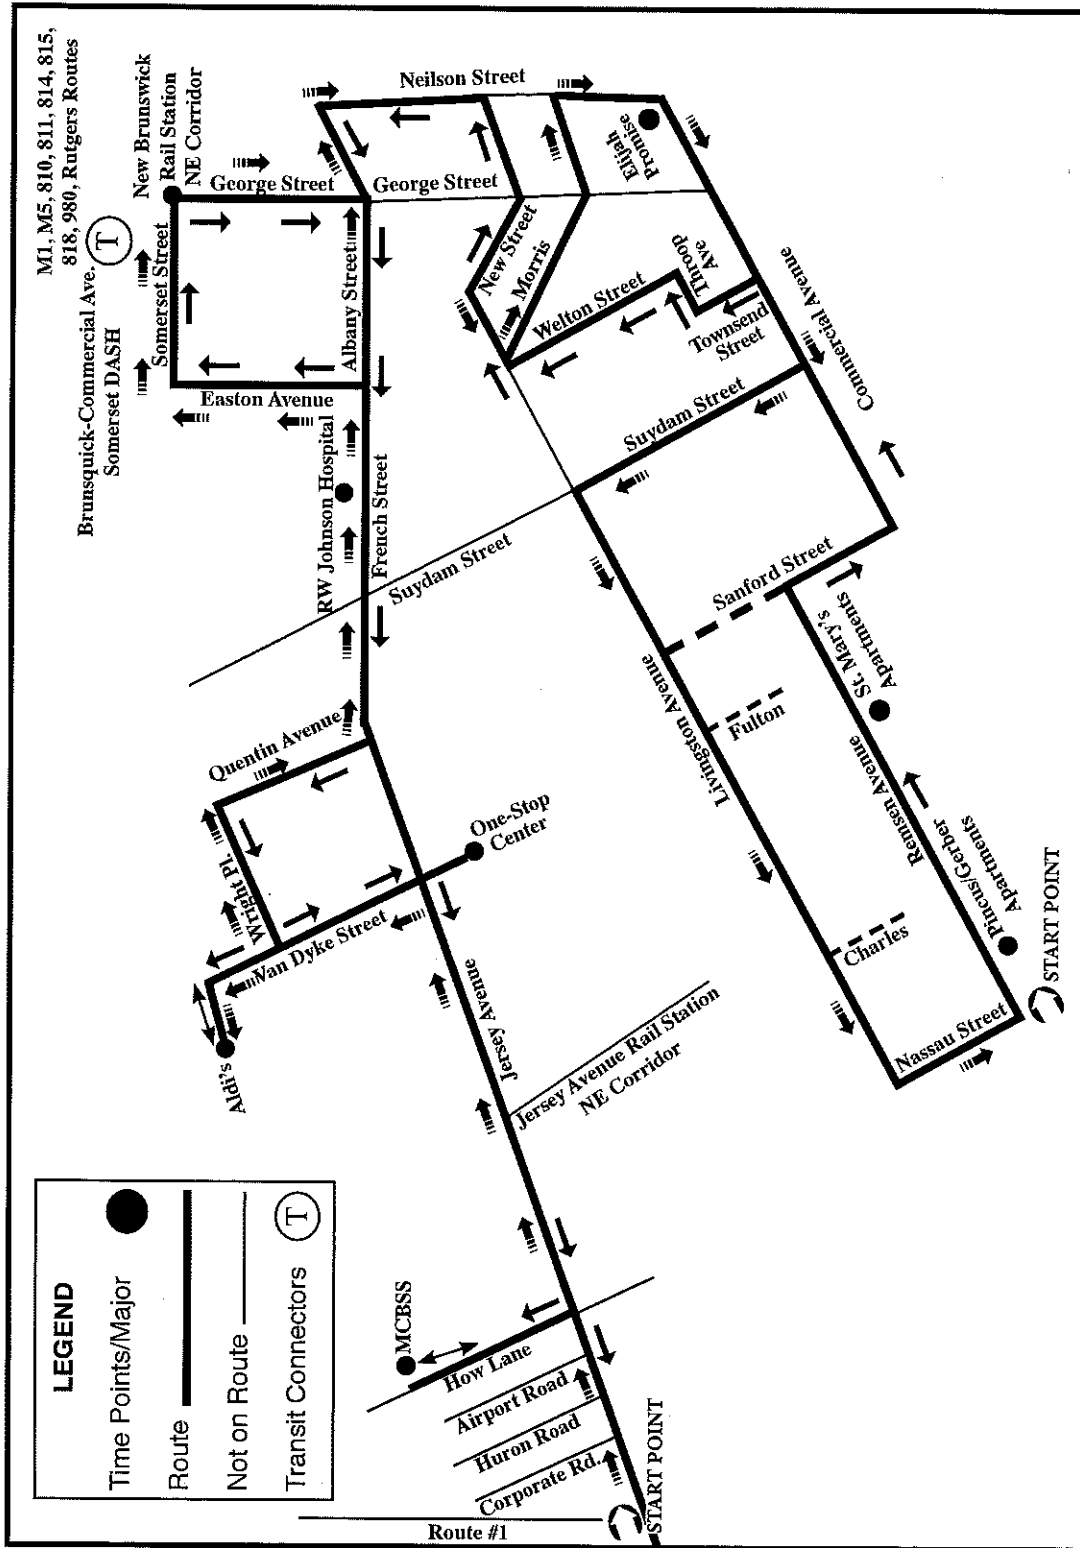 M1, M5, 810, 811, 814, 815,
818, 980, Rutgers Routes
Brunsquick-Commercial Ave.
Somerset DASH
T
New Brunswick
Rail Station
NE Corridor
Somerset Street
George Street
Neilson Street
Easton Avenue
Albany Street
George Street
RW Johnson Hospital
French Street
New Street
Morris
Elijah
Promise
Throop
Ave
Welton Street
Townsend
Street
Commercial Avenue
Suydam Street
Suydam Street
Sanford Street
Quentin Avenue
Wright Pl.
Van Dyke Street
Aldi's
One-Stop
Center
Jersey Avenue
Jersey Avenue Rail Station
NE Corridor
Livingston Avenue
Fulton
Charles
St. Mary's
Apartments
Remsen Avenue
Pincus/Gerber
Apartments
Nassau Street
START POINT
MCBSS
How Lane
Airport Road
Huron Road
Corporate Rd.
Route #1
START POINT
LEGEND
Time Points/Major
Route
Not on Route
Transit Connectors
T